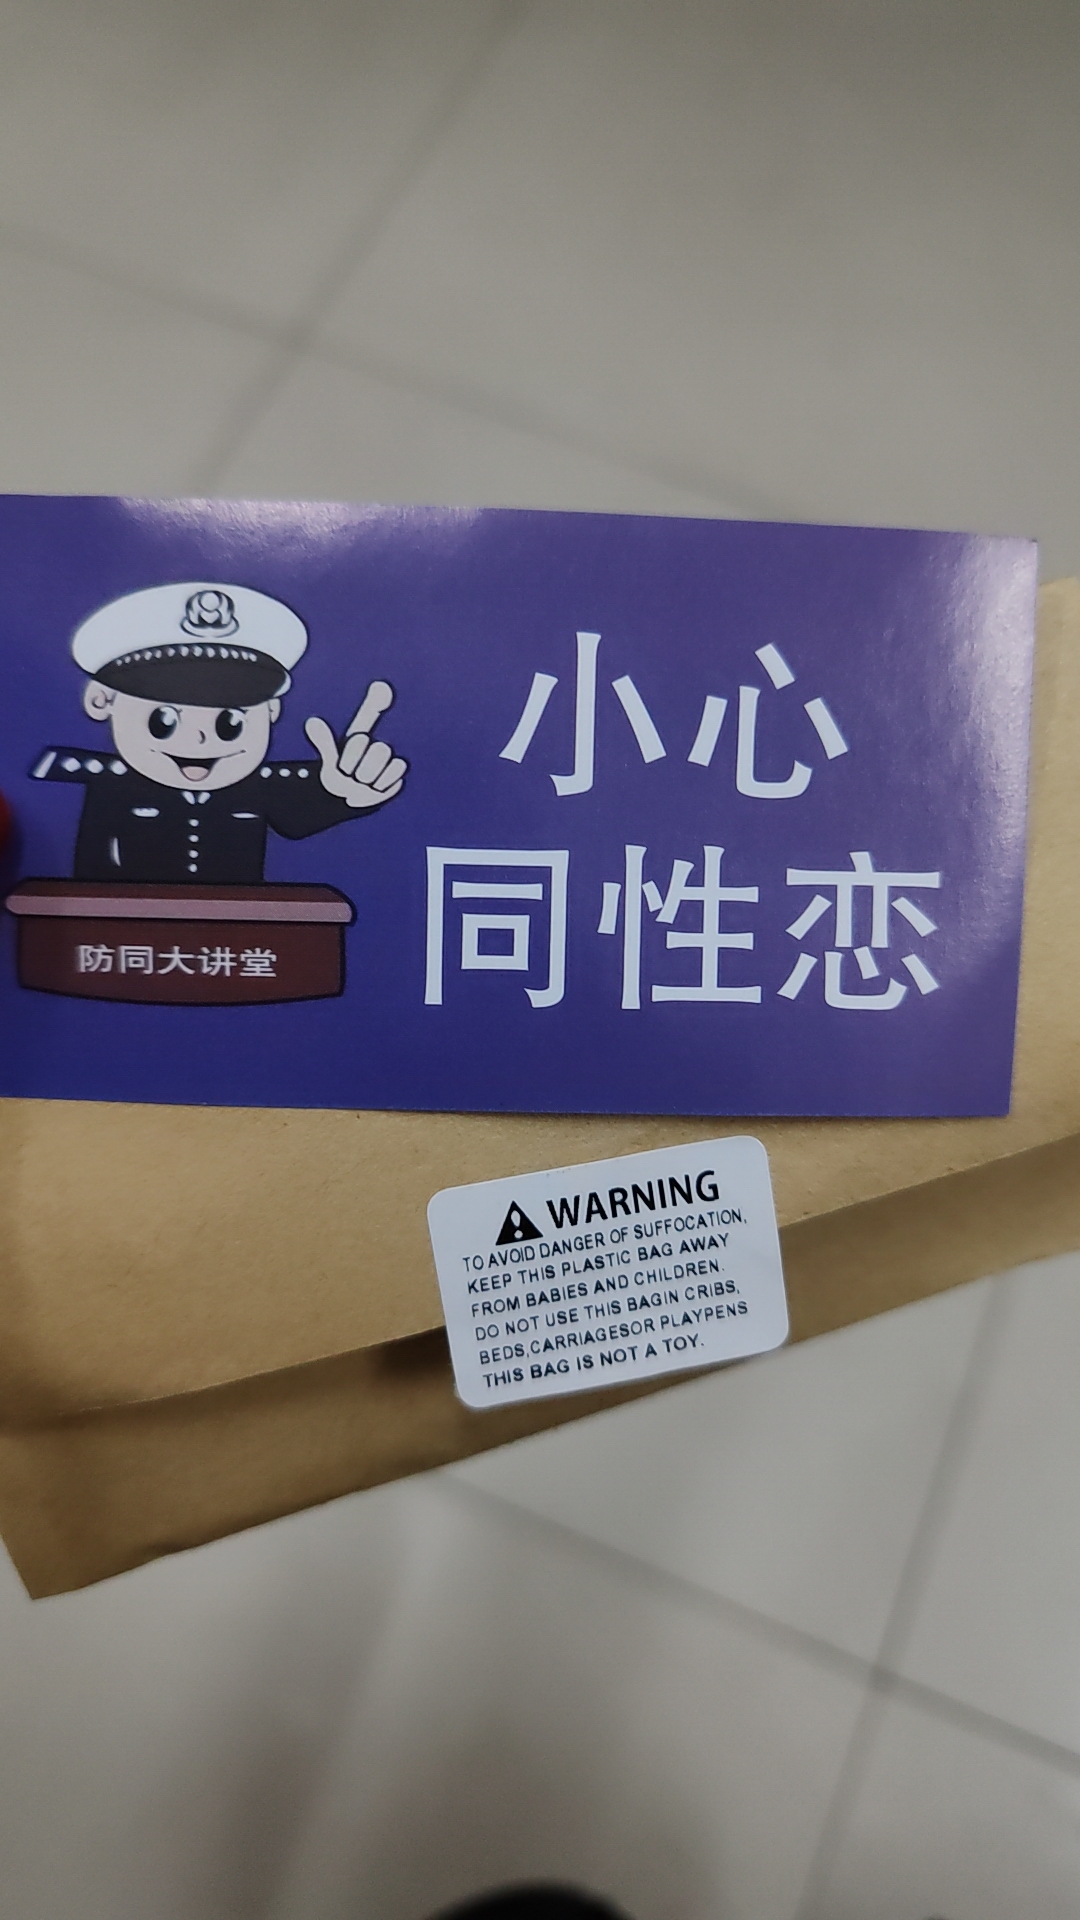 小心
同性恋
防同大讲堂
WARNING
TO AVOID DANGER OF SUFFOCATION,
KEEP THIS PLASTIC BAG AWAY
FROM BABIES AND CHILDREN.
DO NOT USE THIS BAGIN CRIBS,
BEDS,CARRIAGESOR PLAYPENS
THIS BAG IS NOT A TOY.